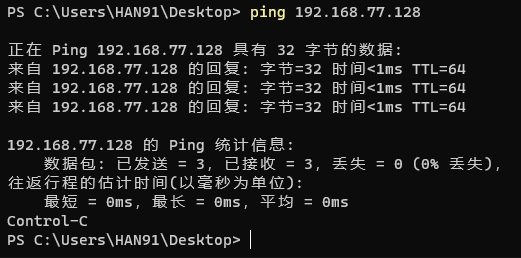 PS C:\Users\HAN91\Desktop> ping 192.168.77.128
正在 Ping 192.168.77.128 具有 32 字节的数据:
来自 192.168.77.128 的回复: 字节=32 时间<1ms TTL=64
来自 192.168.77.128 的回复: 字节=32 时间<1ms TTL=64
来自 192.168.77.128 的回复: 字节=32 时间<1ms TTL=64
192.168.77.128 的 Ping 统计信息:
数据包: 已发送 = 3，已接收 = 3，丢失 = 0 (0% 丢失)，
往返行程的估计时间(以毫秒为单位):
最短 = 0ms，最长 = 0ms，平均 = 0ms
Control-C
PS C:\Users\HAN91\Desktop>